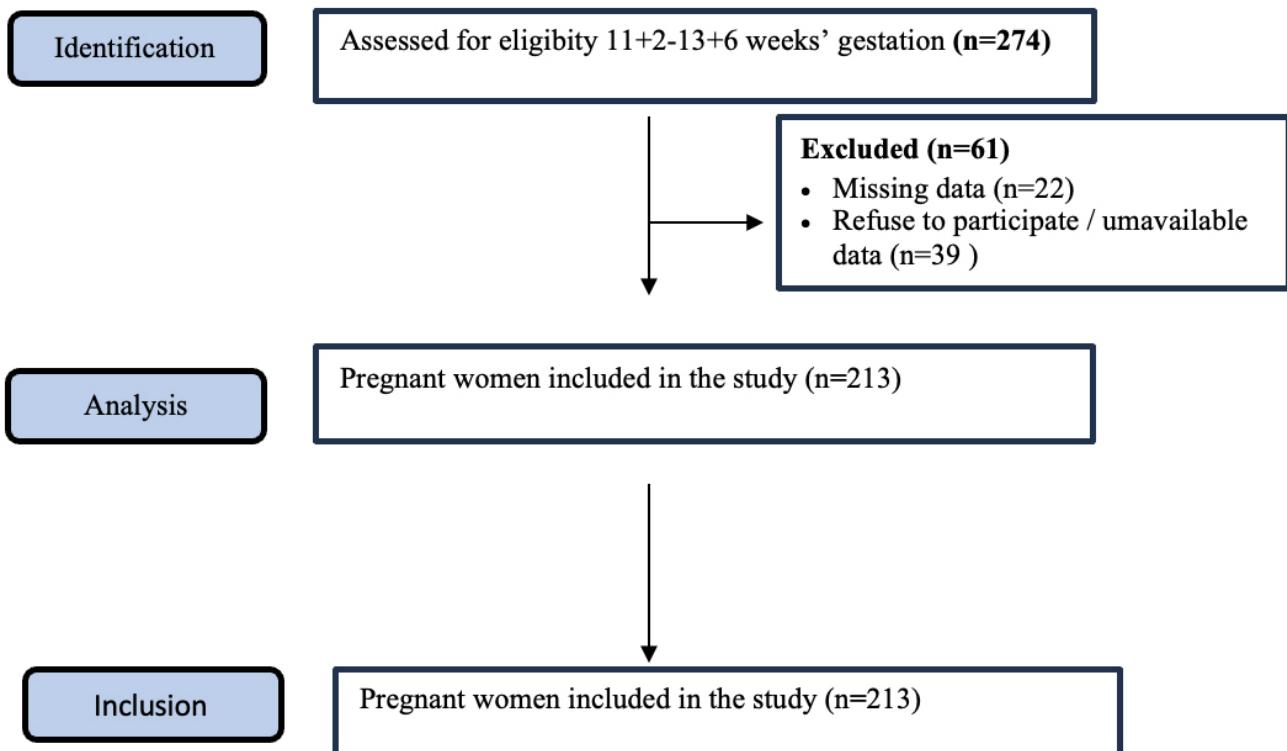 Identification
Assessed for eligibity 11+2-13+6 weeks’ gestation (n=274)
Excluded (n=61)
• Missing data (n=22)
• Refuse to participate / umavailable
data (n=39 )
Analysis
Pregnant women included in the study (n=213)
Inclusion
Pregnant women included in the study (n=213)